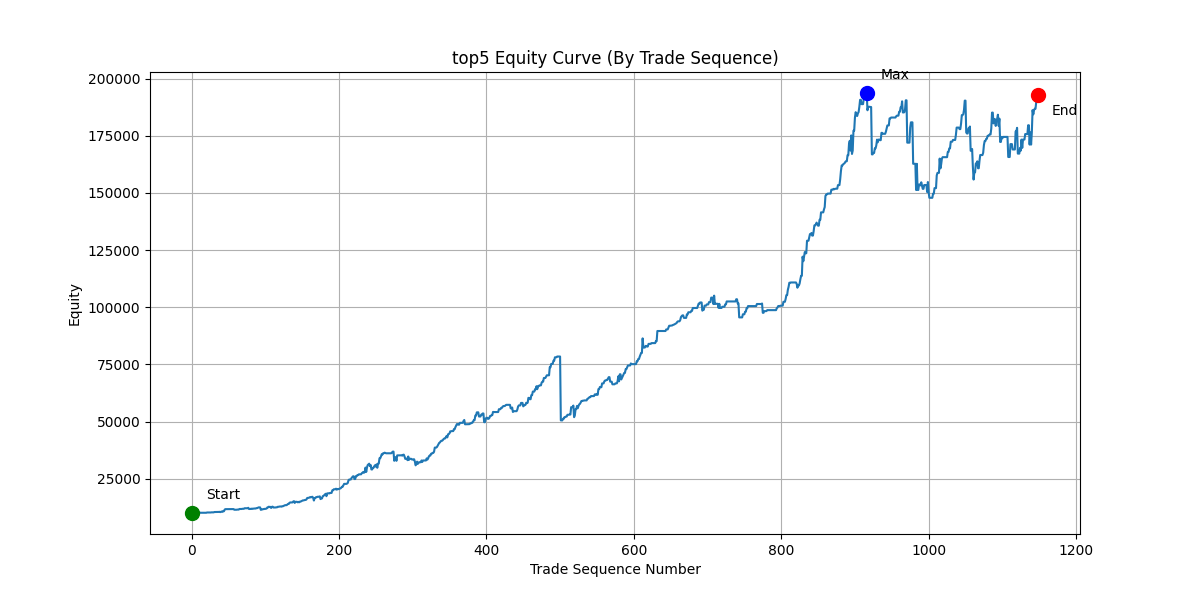 top5 Equity Curve (By Trade Sequence)
Max
End
Start
200000
175000
150000
125000
100000
75000
50000
25000
Equity
0
200
400
600
800
1000
1200
Trade Sequence Number